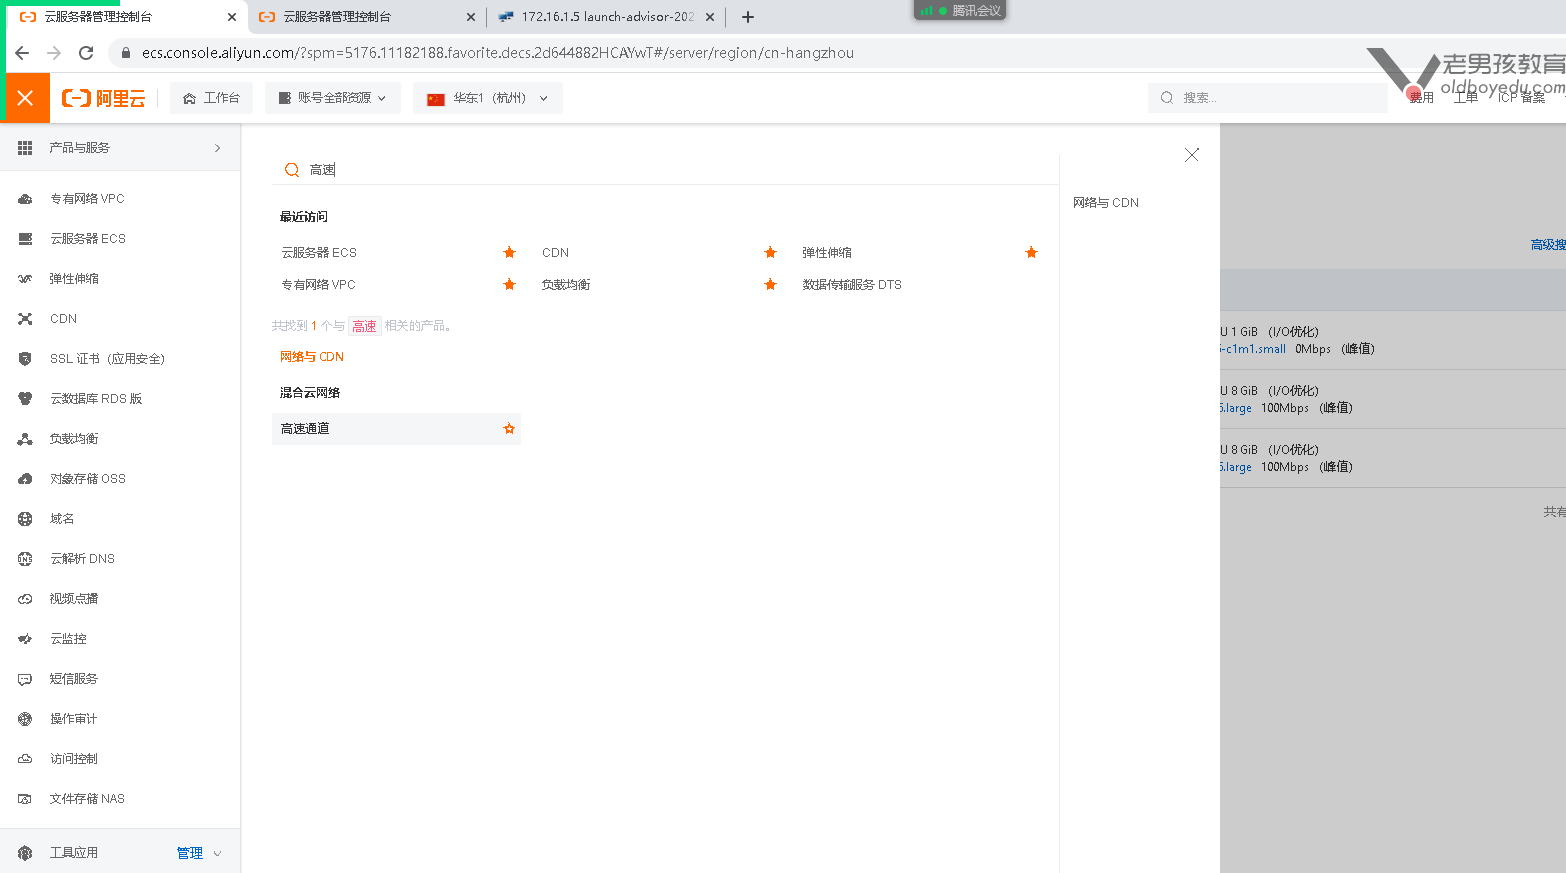 云服务器管理控制台
云服务器管理控制台
172.16.1.5 launch-advisor-202
腾讯会议
ecs.console.aliyun.com/?spm=5176.11182188.favorite.decs.2d644882HCAYwT#/server/region/cn-hangzhou
老男孩教育
oldboyedu.com
阿里云
工作台
账号全部资源
华东1（杭州）
搜索...
费用
工单
ICP 备案
产品与服务
专有网络 VPC
云服务器 ECS
弹性伸缩
CDN
SSL 证书（应用安全）
云数据库 RDS 版
负载均衡
对象存储 OSS
域名
云解析 DNS
视频点播
云监控
短信服务
操作审计
访问控制
文件存储 NAS
工具应用
管理
高速
最近访问
云服务器 ECS
CDN
弹性伸缩
专有网络 VPC
负载均衡
数据传输服务 DTS
共找到 1 个与 高速 相关的产品。
网络与 CDN
混合云网络
高速通道
网络与 CDN
高级搜
U 1 GiB （I/O优化）
-c1m1.small 0Mbps （峰值）
U 8 GiB （I/O优化）
.large 100Mbps （峰值）
U 8 GiB （I/O优化）
.large 100Mbps （峰值）
共有